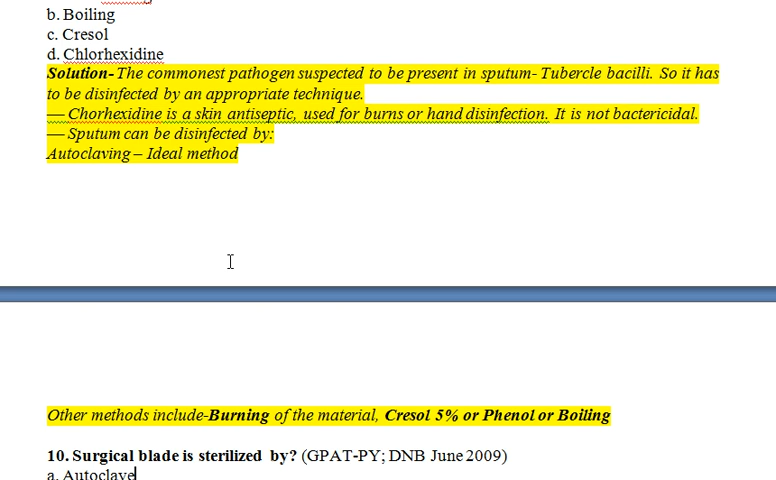 b. Boiling
c. Cresol
d. Chlorhexidine
Solution- The commonest pathogen suspected to be present in sputum- Tubercle bacilli. So it has
to be disinfected by an appropriate technique.
— Chorhexidine is a skin antiseptic, used for burns or hand disinfection. It is not bactericidal.
— Sputum can be disinfected by:
Autoclaving – Ideal method
Other methods include-Burning of the material, Cresol 5% or Phenol or Boiling
10. Surgical blade is sterilized by? (GPAT-PY; DNB June 2009)
a. Autoclave